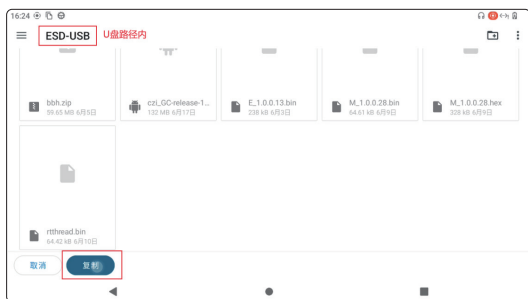 16:24
ESD-USB U盘路径内
bbh.zip
59.65 MB 6月5日
czi_GC-release-1...
132 MB 6月17日
E_1.0.0.13.bin
238 kB 6月3日
M_1.0.0.28.bin
64.61 kB 6月9日
M_1.0.0.28.hex
328 kB 6月9日
rtthread.bin
64.42 kB 6月10日
取消
复制